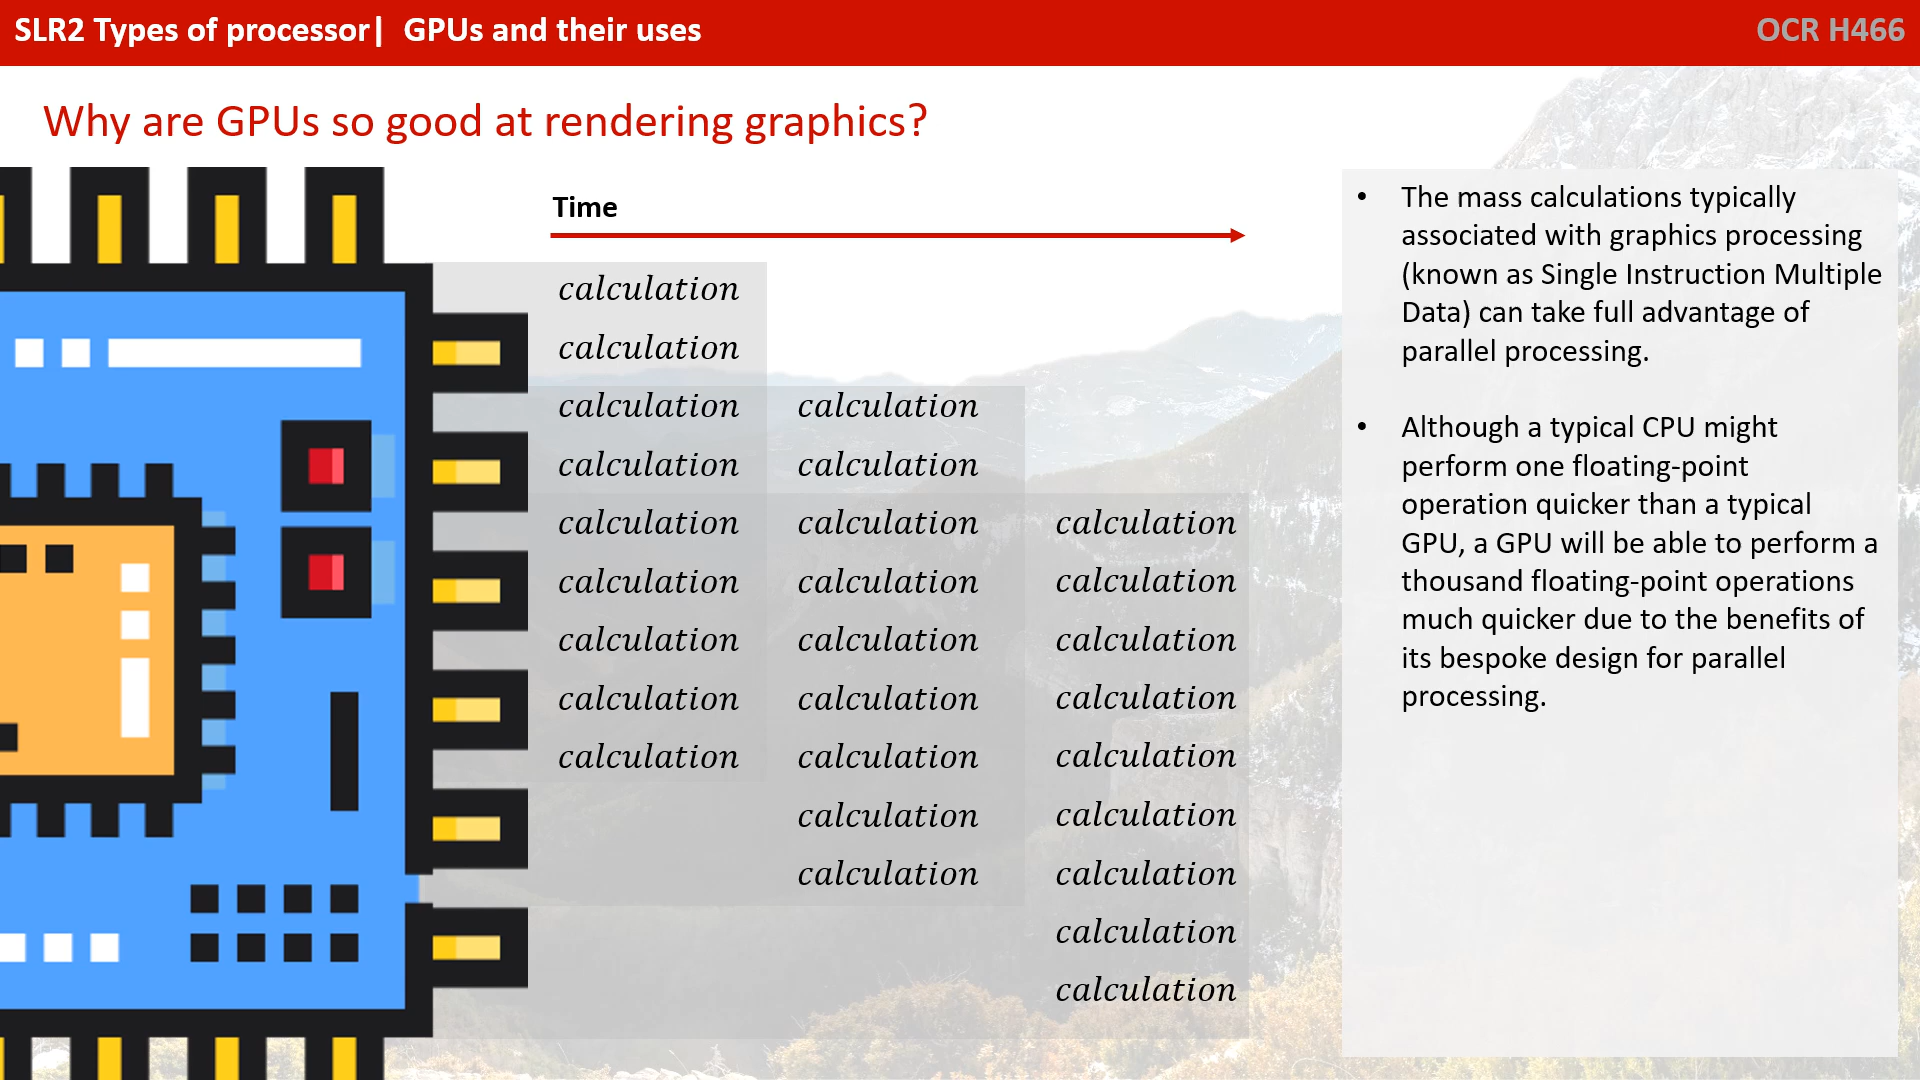 SLR2 Types of processor| GPUs and their uses
OCR H466
Why are GPUs so good at rendering graphics?
Time
calculation
calculation
calculation calculation
calculation calculation
calculation calculation calculation
calculation calculation calculation
calculation calculation calculation
calculation calculation calculation
calculation calculation calculation
calculation calculation
calculation calculation
calculation
calculation
• The mass calculations typically
associated with graphics processing
(known as Single Instruction Multiple
Data) can take full advantage of
parallel processing.
• Although a typical CPU might
perform one floating-point
operation quicker than a typical
GPU, a GPU will be able to perform a
thousand floating-point operations
much quicker due to the benefits of
its bespoke design for parallel
processing.